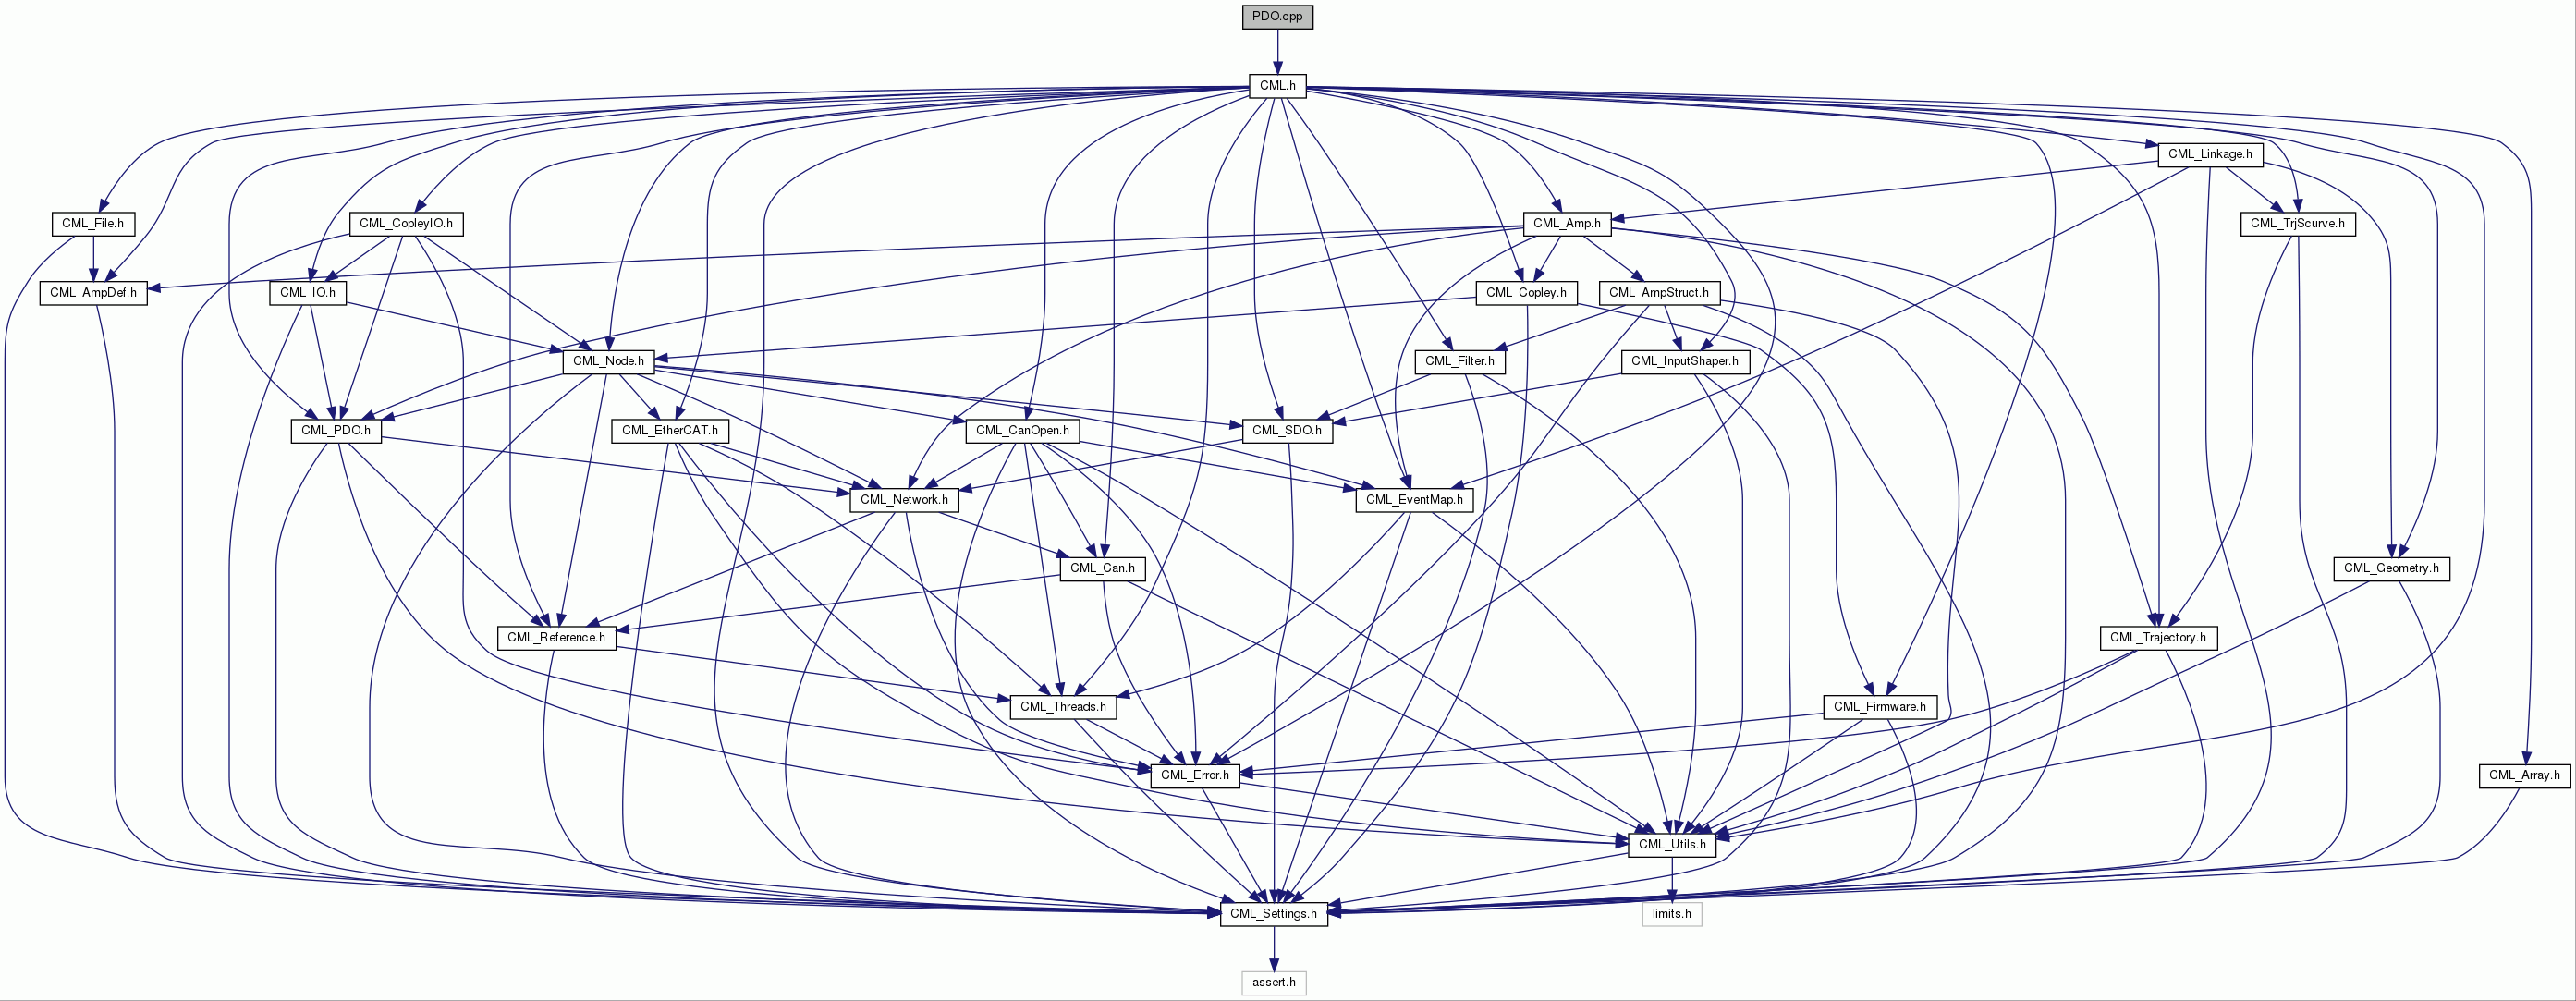 PDO.cpp
CML.h
CML_Linkage.h
CML_File.h
CML_CopleyIO.h
CML_Amp.h
CML_TrjScurve.h
CML_AmpDef.h
CML_IO.h
CML_Copley.h
CML_AmpStruct.h
CML_Node.h
CML_Filter.h
CML_InputShaper.h
CML_PDO.h
CML_EtherCAT.h
CML_CanOpen.h
CML_SDO.h
CML_Network.h
CML_EventMap.h
CML_Can.h
CML_Geometry.h
CML_Reference.h
CML_Trajectory.h
CML_Threads.h
CML_Firmware.h
CML_Error.h
CML_Array.h
CML_Utils.h
CML_Settings.h
limits.h
assert.h